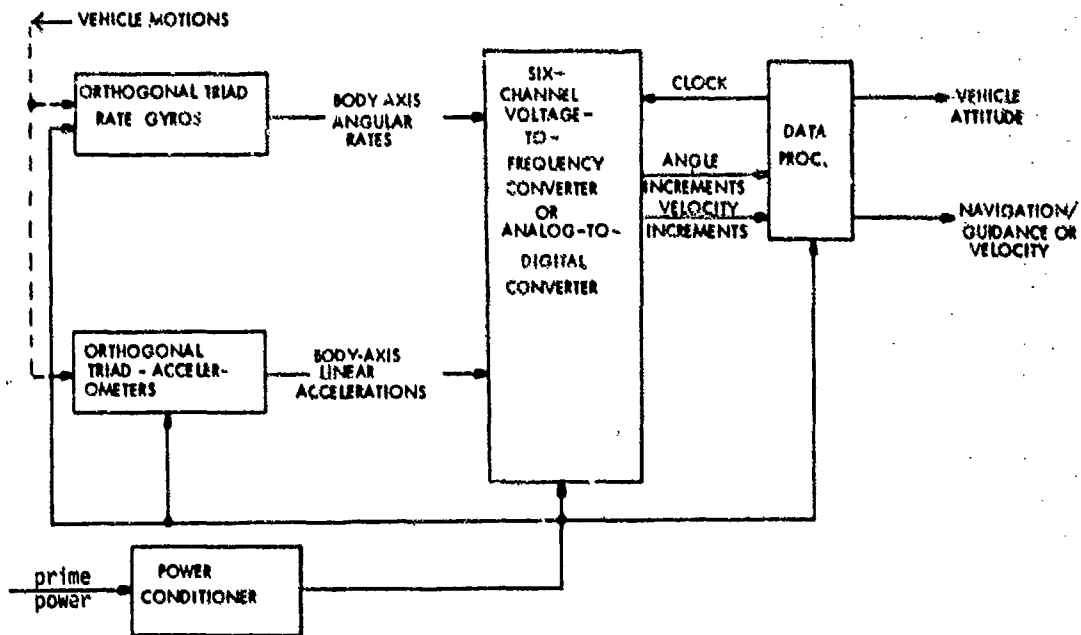 VEHICLE MOTIONS
ORTHOGONAL TRIAD
RATE GYROS
BODY AXIS
ANGULAR
RATES
SIX-
CHANNEL
VOLTAGE-
TO-
FREQUENCY
CONVERTER
OR
ANALOG-TO-
DIGITAL
CONVERTER
CLOCK
ANGLE
INCREMENTS
VELOCITY
INCREMENTS
DATA
PROC.
VEHICLE
ATTITUDE
NAVIGATION/
GUIDANCE OR
VELOCITY
ORTHOGONAL
TRIAD - ACCELER-
OMETERS
BODY-AXIS
LINEAR
ACCELERATIONS
prime
power
POWER
CONDITIONER